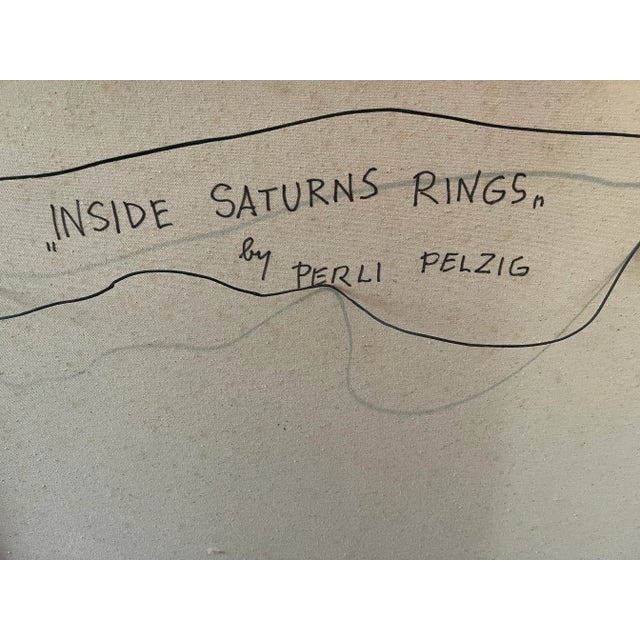 „INSIDE SATURNS RINGS„
by PERLI PELZIG